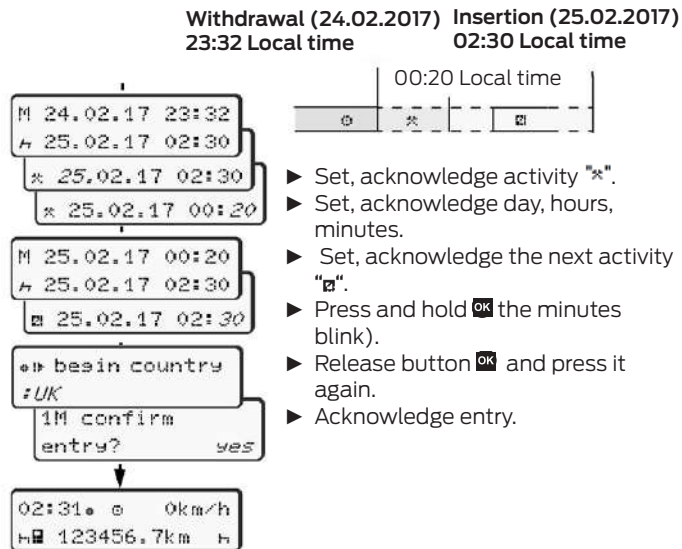 Withdrawal (24.02.2017) Insertion (25.02.2017)
23:32 Local time 02:30 Local time
00:20 Local time
M 24.02.17 23:32
25.02.17 02:30
25.02.17 02:30
25.02.17 00:20
M 25.02.17 00:20
25.02.17 02:30
25.02.17 02:30
begin country
:UK
1M confirm
entry? yes
02:31 0km/h
123456.7km
► Set, acknowledge activity "".
► Set, acknowledge day, hours,
minutes.
► Set, acknowledge the next activity
““.
► Press and hold OK the minutes
blink).
► Release button OK and press it
again.
► Acknowledge entry.